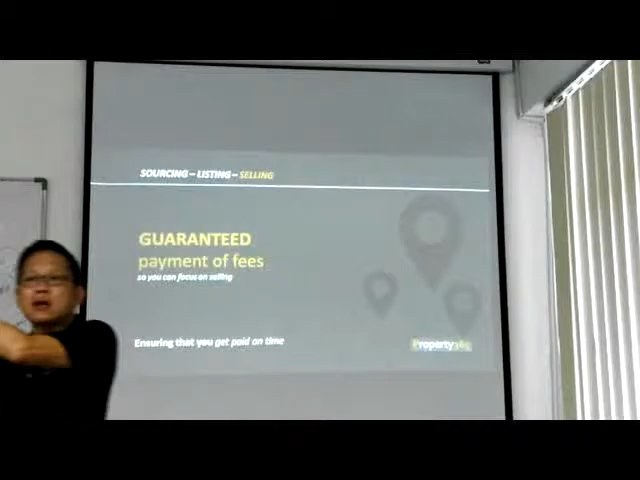 SOURCING – LISTING – SELLING
GUARANTEED
payment of fees
so you can focus on selling
Ensuring that you get paid on time
Property365